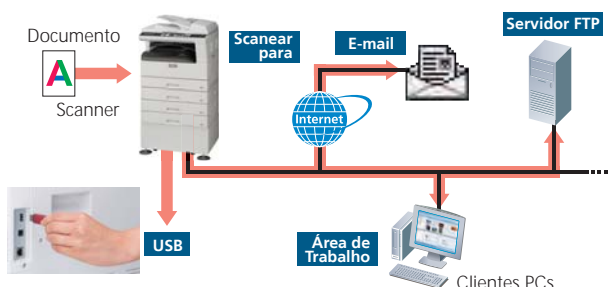 Documento
A
Scanner
Scanear
para
E-mail
Servidor FTP
Internet
USB
Área de
Trabalho
Clientes PCs